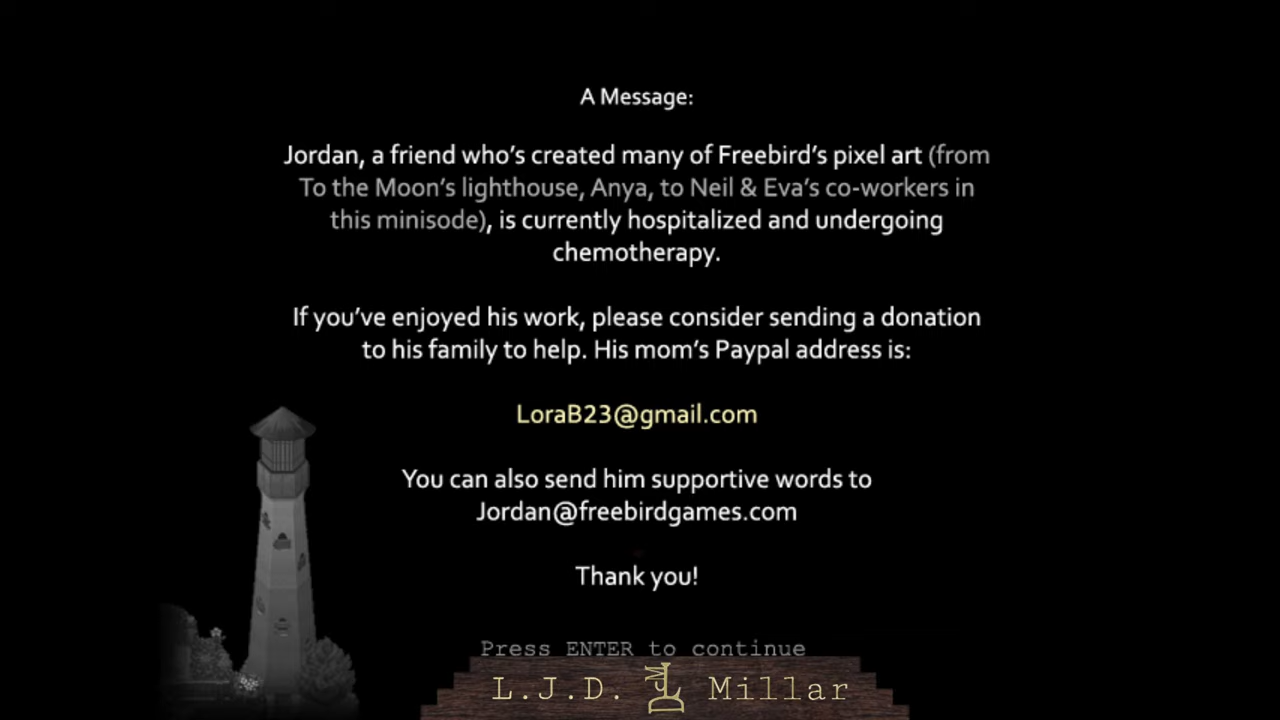 A Message:
Jordan, a friend who's created many of Freebird's pixel art (from
To the Moon's lighthouse, Anya, to Neil & Eva's co-workers in
this minisode), is currently hospitalized and undergoing
chemotherapy.
If you've enjoyed his work, please consider sending a donation
to his family to help. His mom's Paypal address is:
LoraB23@gmail.com
You can also send him supportive words to
Jordan@freebirdgames.com
Thank you!
Press ENTER to continue
L.J.D. Millar